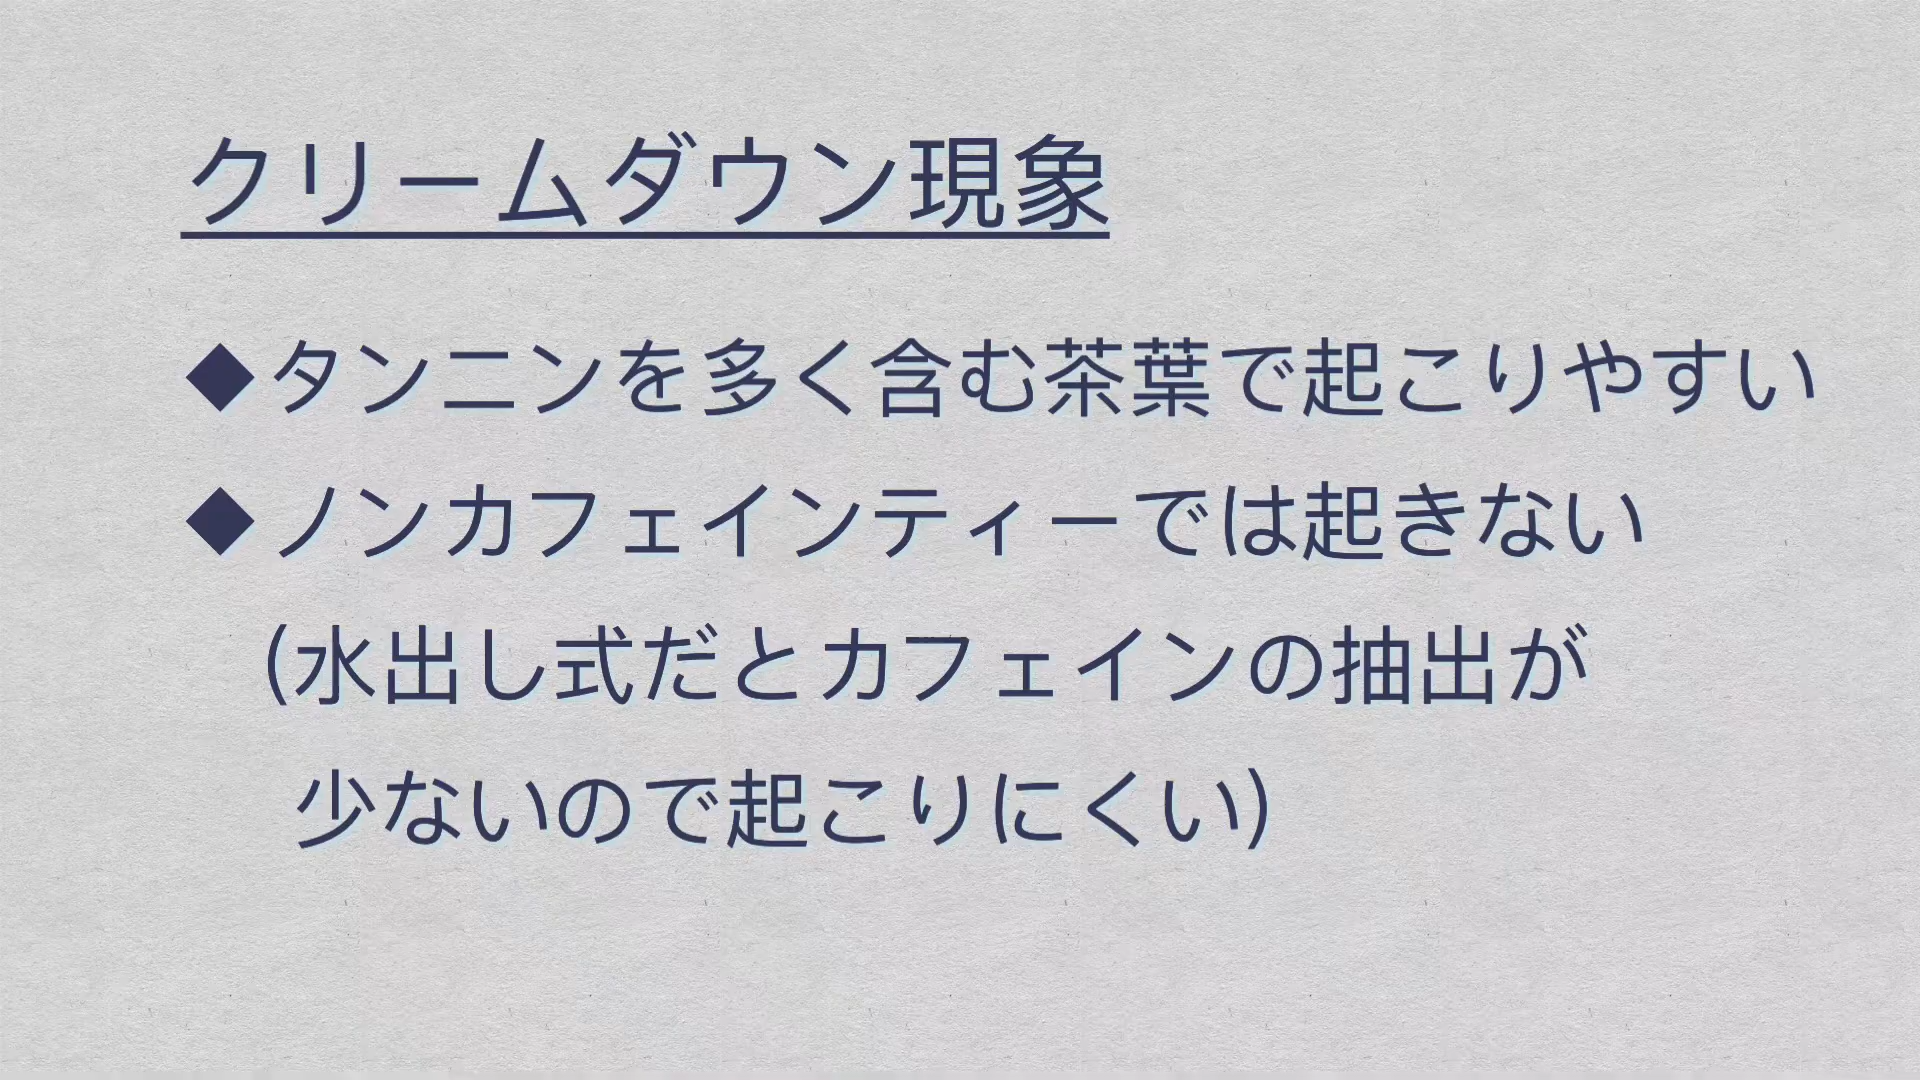 クリームダウン現象
◆タンニンを多く含む茶葉で起こりやすい
◆ノンカフェインティーでは起きない
(水出し式だとカフェインの抽出が
少ないので起こりにくい)